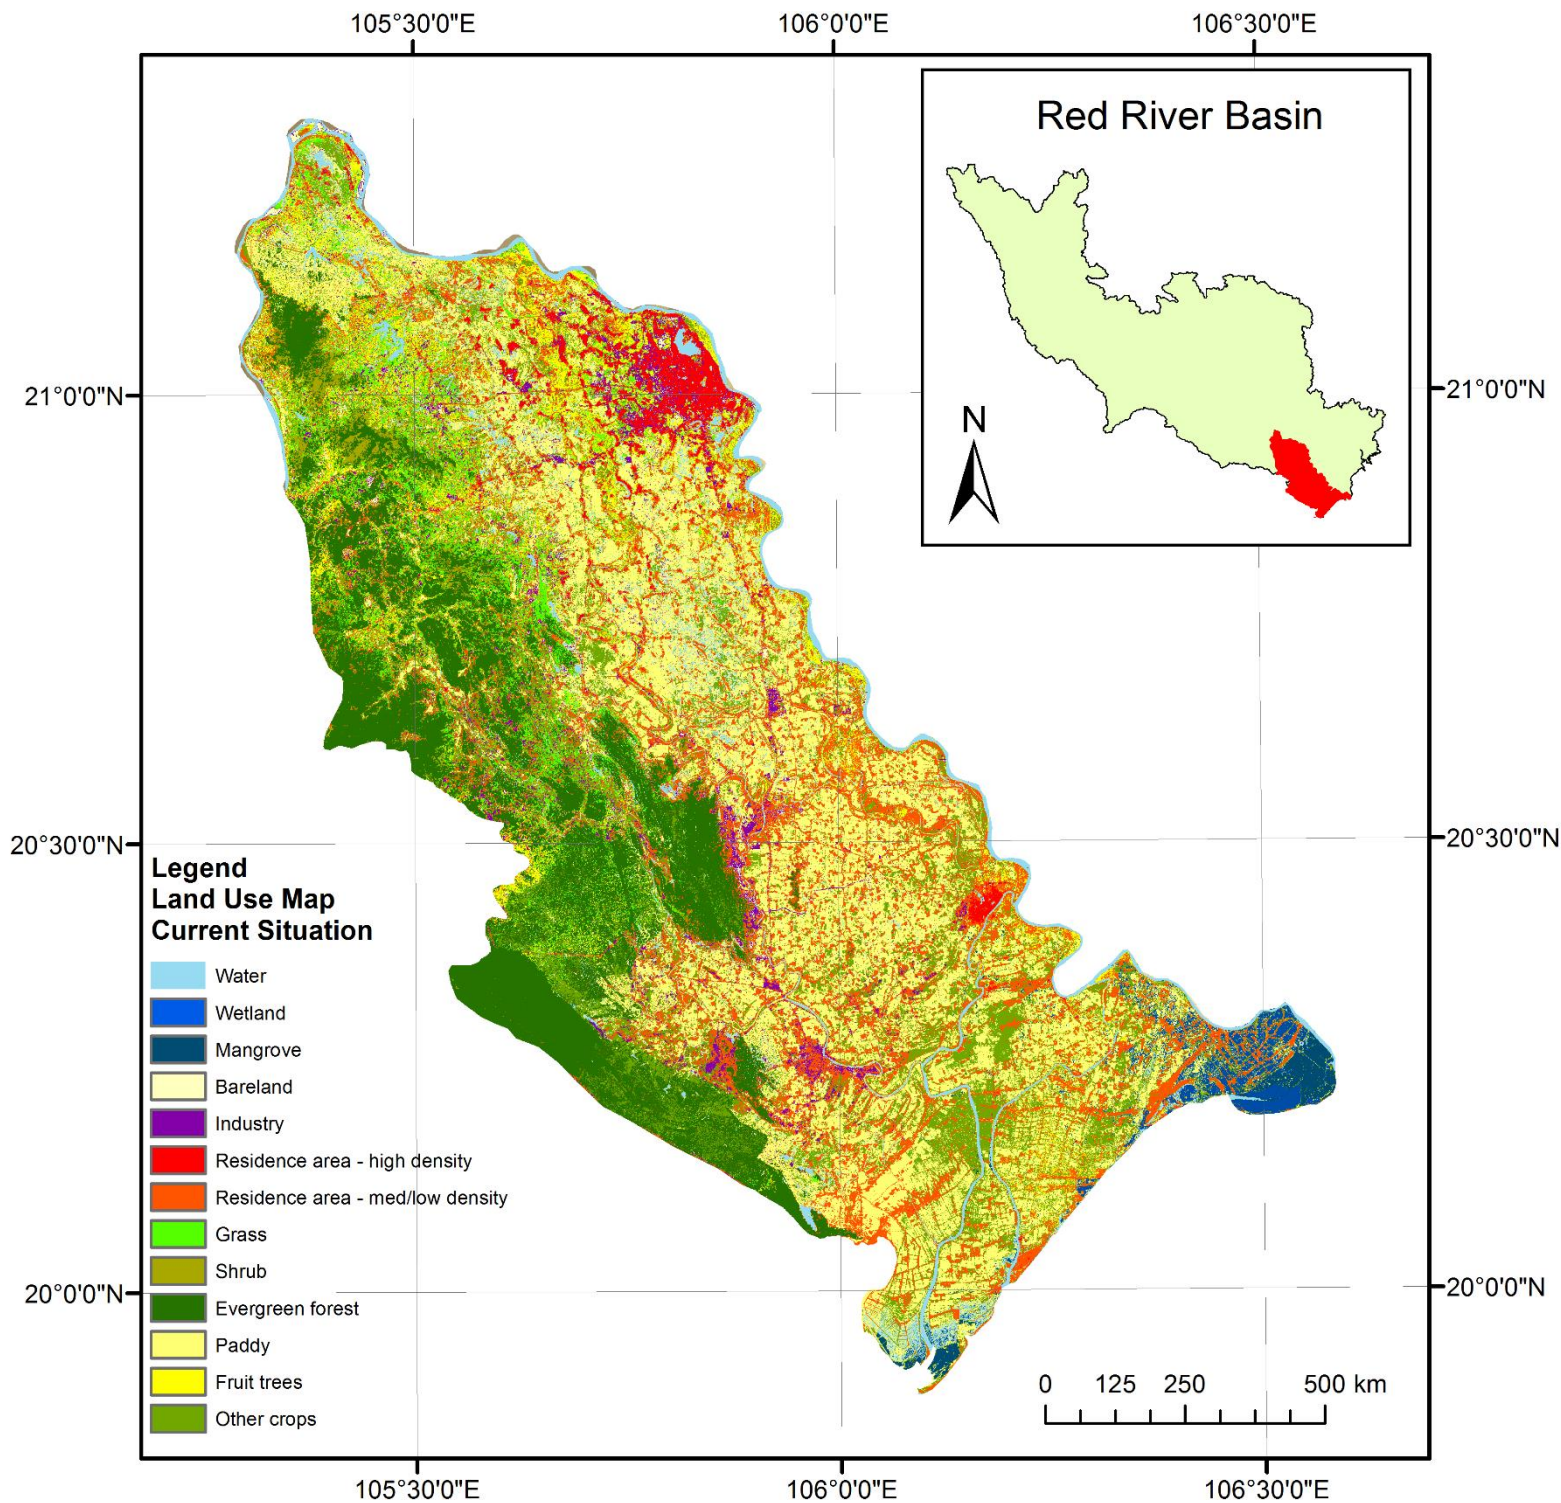 105°30'0"E 106°0'0"E 106°30'0"E
Red River Basin
N
21°0'0"N 21°0'0"N
20°30'0"N 20°30'0"N
Legend
Land Use Map
Current Situation
Water
Wetland
Mangrove
Bareland
Industry
Residence area - high density
Residence area - med/low density
Grass
Shrub
Evergreen forest
Paddy
Fruit trees
Other crops
20°0'0"N 20°0'0"N
0 125 250 500 km
105°30'0"E 106°0'0"E 106°30'0"E